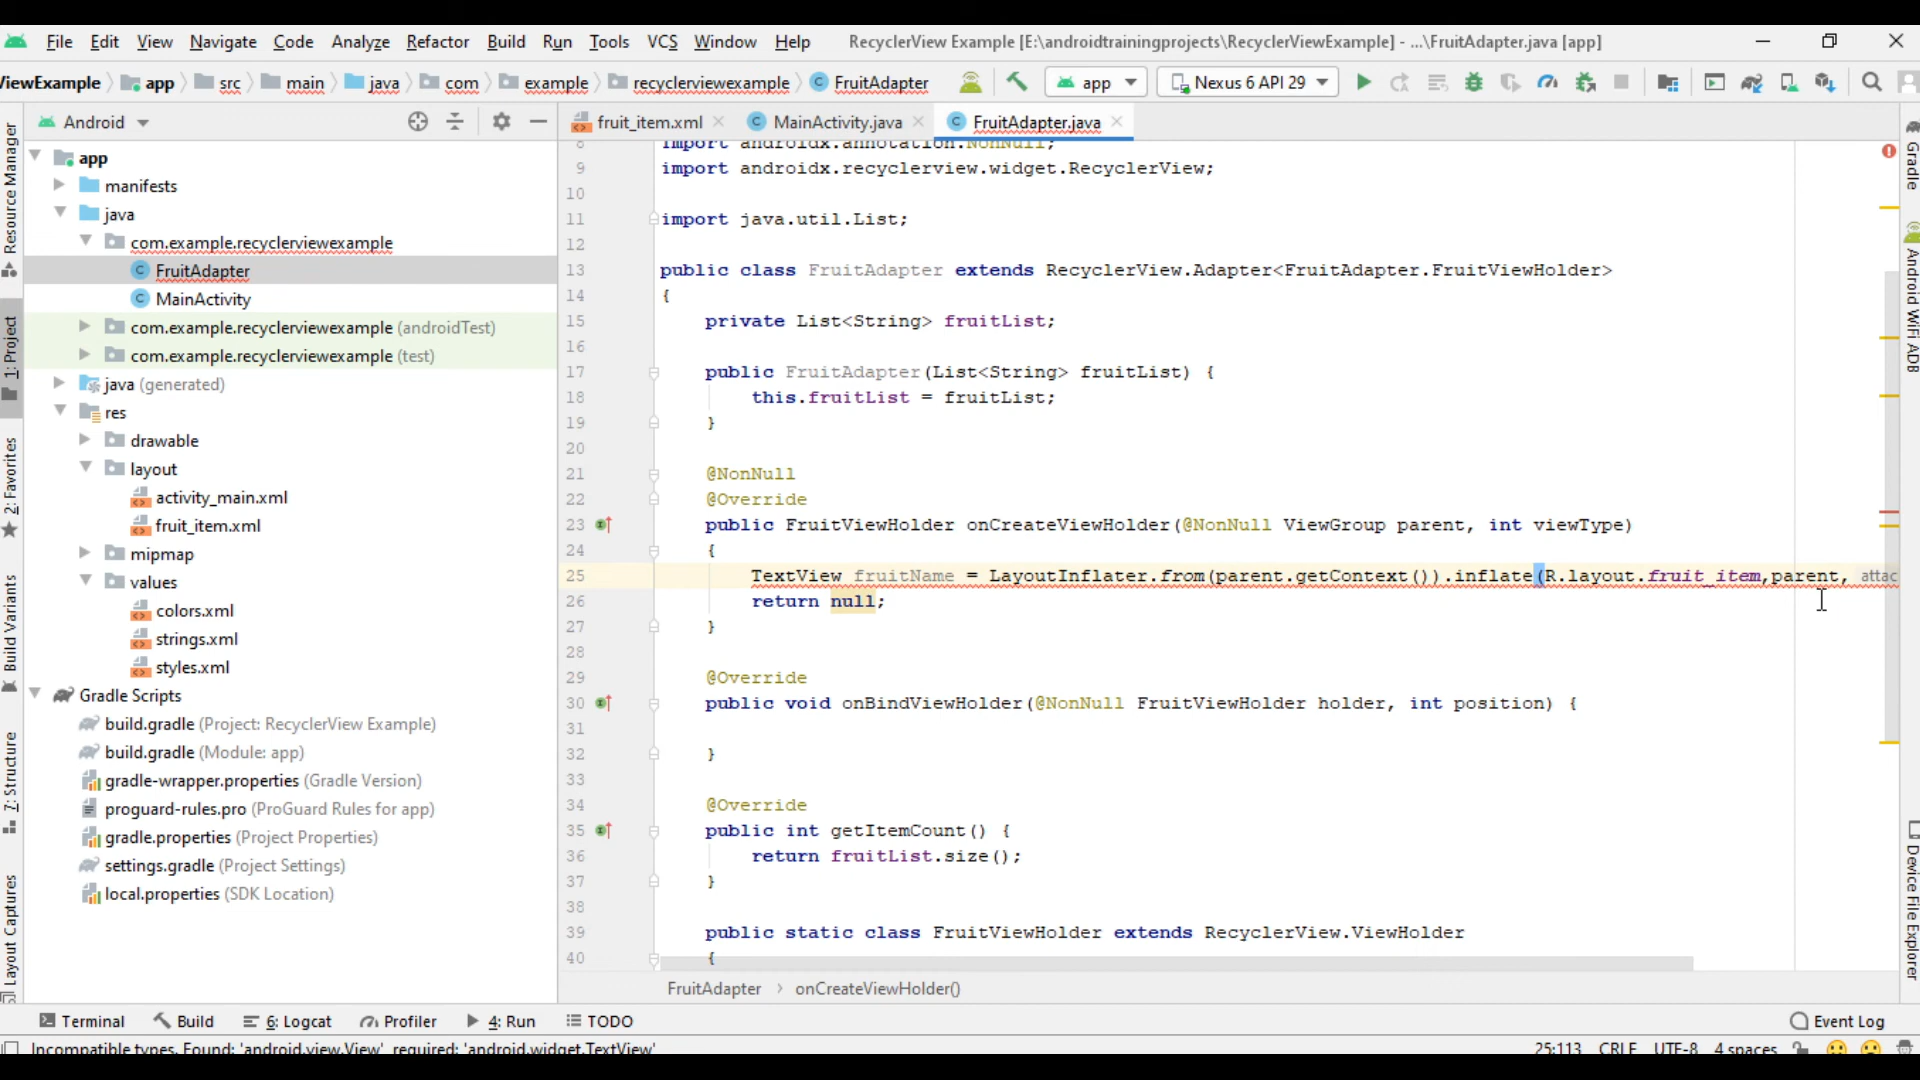 File Edit View Navigate Code Analyze Refactor Build Run Tools VCS Window Help RecyclerView Example [E:\androidtrainingprojects\RecyclerViewExample] - ...\FruitAdapter.java [app]
ViewExample app src main java com example recyclerviewexample FruitAdapter app Nexus 6 API 29
Android
fruit_item.xml MainActivity.java FruitAdapter.java
Resource Manager
1: Project
2: Favorites
Build Variants
7: Structure
Layout Captures
app
manifests
java
com.example.recyclerviewexample
FruitAdapter
MainActivity
com.example.recyclerviewexample (androidTest)
com.example.recyclerviewexample (test)
java (generated)
res
drawable
layout
activity_main.xml
fruit_item.xml
mipmap
values
colors.xml
strings.xml
styles.xml
Gradle Scripts
build.gradle (Project: RecyclerView Example)
build.gradle (Module: app)
gradle-wrapper.properties (Gradle Version)
proguard-rules.pro (ProGuard Rules for app)
gradle.properties (Project Properties)
settings.gradle (Project Settings)
local.properties (SDK Location)
8 import androidx.annotation.NonNull;
9 import androidx.recyclerview.widget.RecyclerView;
10
11 import java.util.List;
12
13 public class FruitAdapter extends RecyclerView.Adapter<FruitAdapter.FruitViewHolder>
14 {
15 private List<String> fruitList;
16
17 public FruitAdapter(List<String> fruitList) {
18 this.fruitList = fruitList;
19 }
20
21 @NonNull
22 @Override
23 public FruitViewHolder onCreateViewHolder(@NonNull ViewGroup parent, int viewType)
24 {
25 TextView fruitName = LayoutInflater.from(parent.getContext()).inflate(R.layout.fruit_item,parent, attac
26 return null;
27 }
28
29 @Override
30 public void onBindViewHolder(@NonNull FruitViewHolder holder, int position) {
31
32 }
33
34 @Override
35 public int getItemCount() {
36 return fruitList.size();
37 }
38
39 public static class FruitViewHolder extends RecyclerView.ViewHolder
40 {
Gradle
Android WiFi ADB
Device File Explorer
FruitAdapter onCreateViewHolder()
Terminal Build 6: Logcat Profiler 4: Run TODO Event Log
Incompatible types. Found: 'android.view.View', required: 'android.widget.TextView' 25:113 CRLF UTF-8 4 spaces